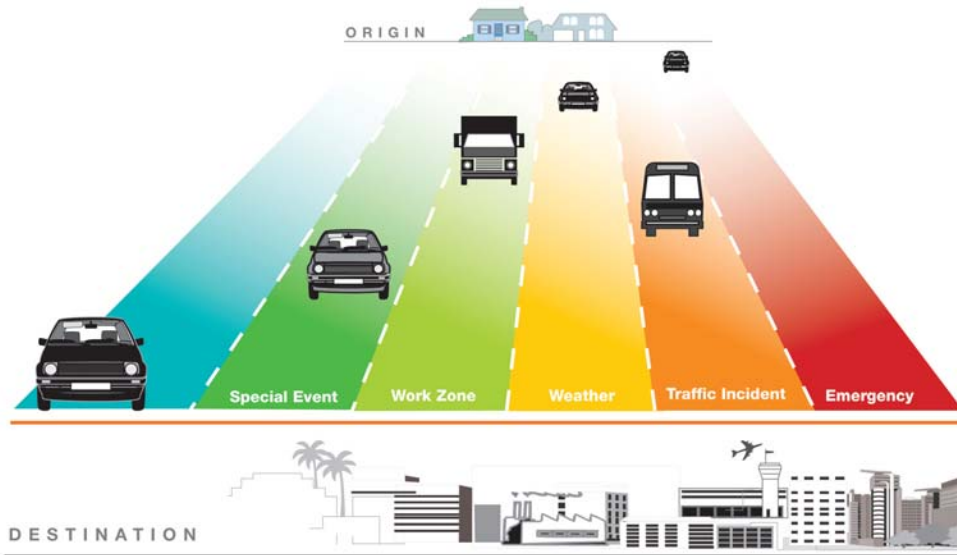 ORIGIN
Special Event
Work Zone
Weather
Traffic Incident
Emergency
DESTINATION